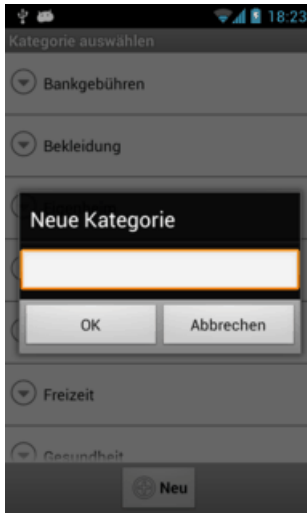 18:23
Kategorie auswählen
Bankgebühren
Bekleidung
Neue Kategorie
OK
Abbrechen
Freizeit
Gesundheit
Neu